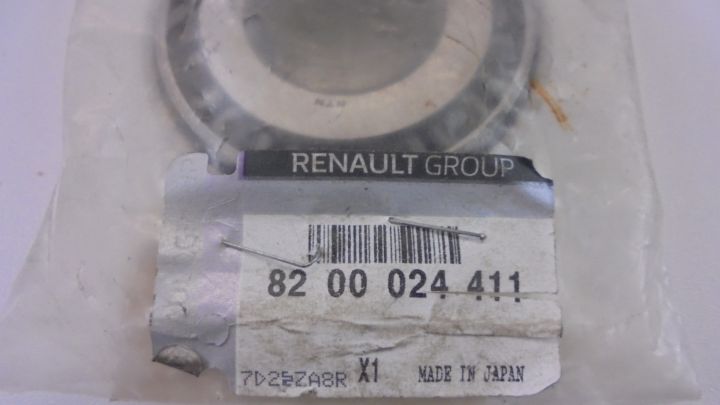 RENAULT GROUP
82 00 024 411
X1
MADE IN JAPAN